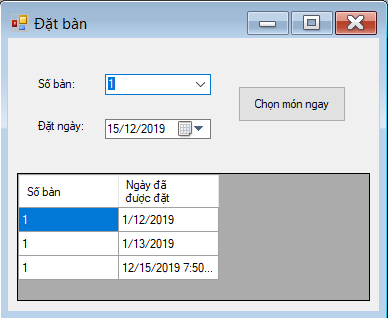 Đặt bàn
Số bàn:
1
Chọn món ngay
Đặt ngày:
15/12/2019
Số bàn
Ngày đã
được đặt
1
1/12/2019
1
1/13/2019
1
12/15/2019 7:50...